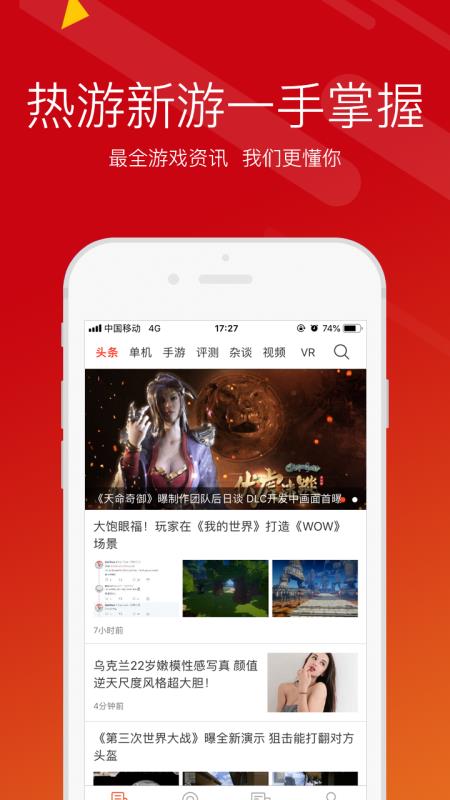 热游新游一手掌握
最全游戏资讯 我们更懂你
中国移动 4G 17:27 74%
头条 单机 手游 评测 杂谈 视频 VR
《天命奇御》曝制作团队后日谈 DLC开发中画面首曝
大饱眼福！玩家在《我的世界》打造《WOW》
场景
7小时前
乌克兰22岁嫩模性感写真 颜值
逆天尺度风格超大胆！
4分钟前
《第三次世界大战》曝全新演示 狙击能打翻对方
头盔